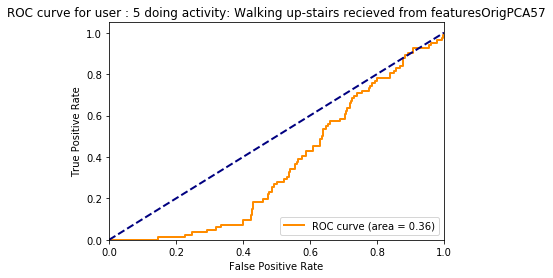 ROC curve for user : 5 doing activity: Walking up-stairs recieved from featuresOrigPCA57
1.0
0.8
0.6
0.4
0.2
0.0
True Positive Rate
ROC curve (area = 0.36)
0.0 0.2 0.4 0.6 0.8 1.0
False Positive Rate